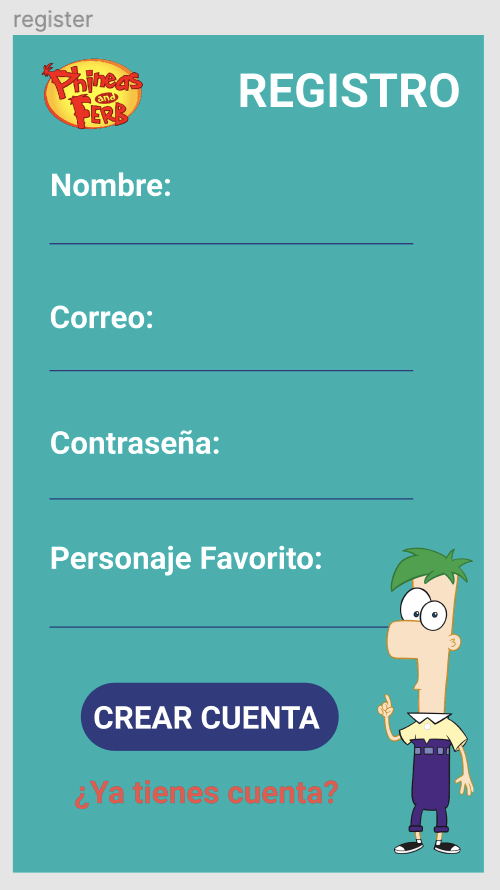 register
Phineas
and
FERB
REGISTRO
Nombre:
Correo:
Contraseña:
Personaje Favorito:
CREAR CUENTA
¿Ya tienes cuenta?